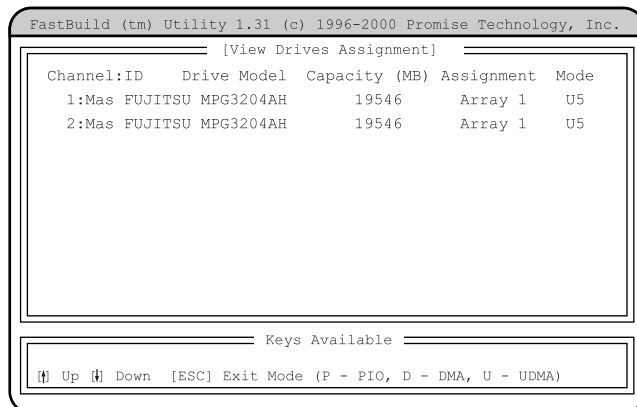 FastBuild (tm) Utility 1.31 (c) 1996-2000 Promise Technology, Inc.
[View Drives Assignment]
Channel:ID Drive Model Capacity (MB) Assignment Mode
1:Mas FUJITSU MPG3204AH 19546 Array 1 U5
2:Mas FUJITSU MPG3204AH 19546 Array 1 U5
Keys Available
[↑] Up [↓] Down [ESC] Exit Mode (P - PIO, D - DMA, U - UDMA)